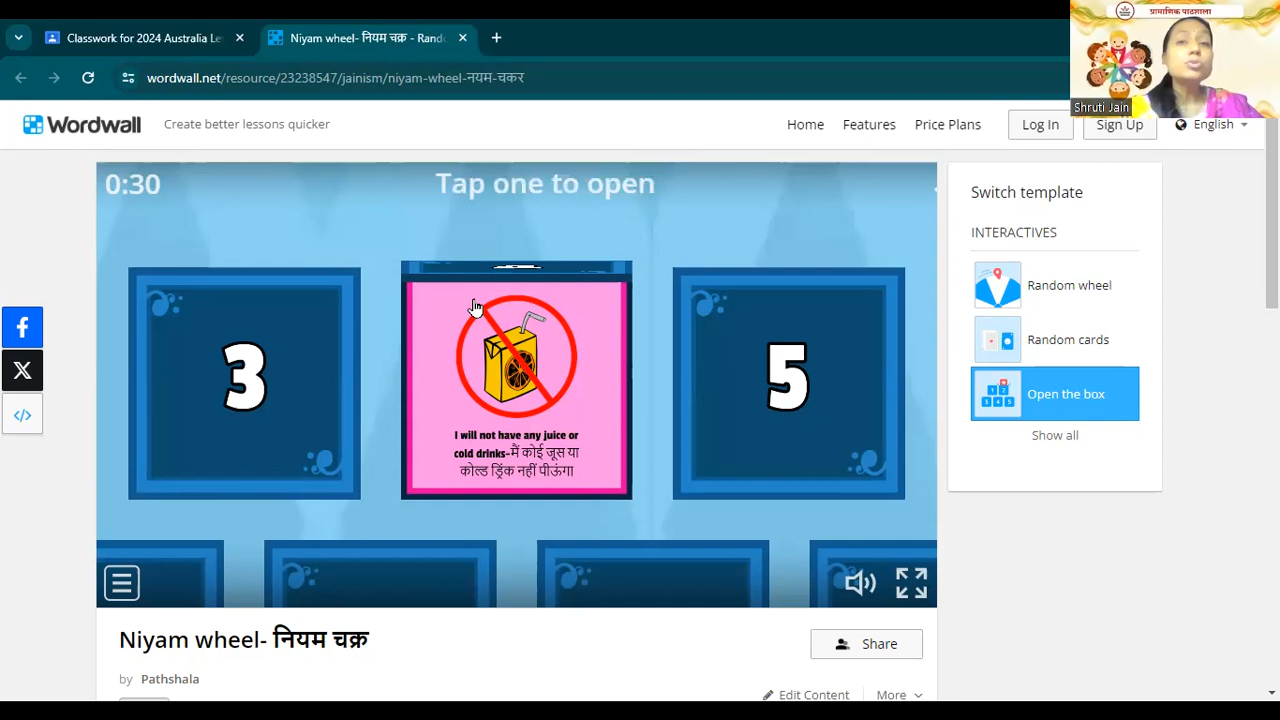 Classwork for 2024 Australia Le
Niyam wheel- नियम चक्र - Rand
प्रामाणिक पाठशाला
wordwall.net/resource/23238547/jainism/niyam-wheel-नयम-चकर
Shruti Jain
Wordwall
Create better lessons quicker
Home
Features
Price Plans
Log In
Sign Up
English
0:30
Tap one to open
3
I will not have any juice or
cold drinks-मैं कोई जूस या
कोल्ड ड्रिंक नहीं पीऊंगा
5
Switch template
INTERACTIVES
Random wheel
Random cards
Open the box
Show all
Niyam wheel- नियम चक्र
Share
by Pathshala
Edit Content
More